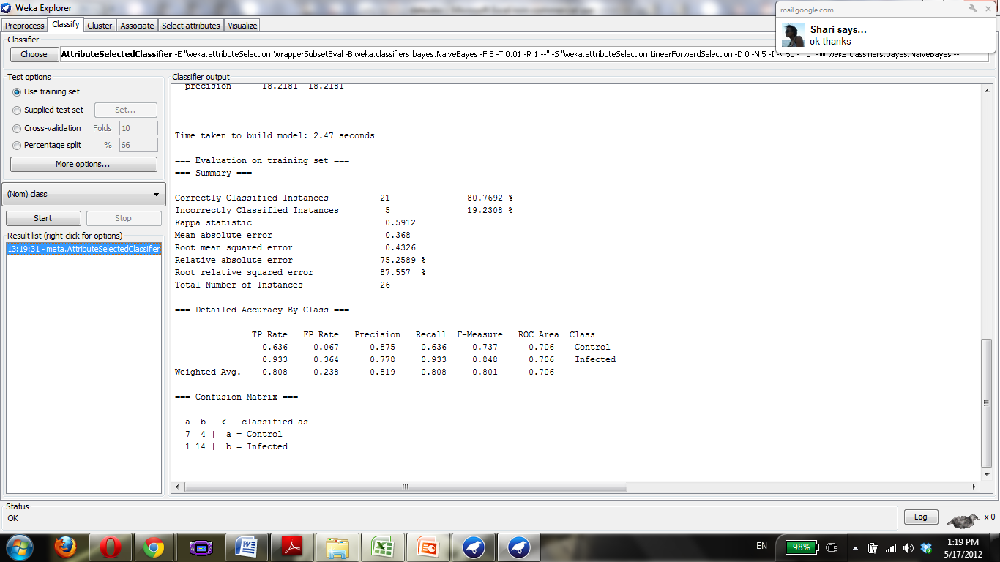 Weka Explorer
mail.google.com
Shari says...
ok thanks
Preprocess Classify Cluster Associate Select attributes Visualize
Classifier
Choose AttributeSelectedClassifier -E "weka.attributeSelection.WrapperSubsetEval -B weka.classifiers.bayes.NaiveBayes -F 5 -T 0.01 -R 1 --" -S "weka.attributeSelection.LinearForwardSelection -D 0 -N 5 -I -K 50 -T 0" -W weka.classifiers.bayes.NaiveBayes --
Test options
Use training set
Supplied test set Set...
Cross-validation Folds 10
Percentage split % 66
More options...
(Nom) class
Start Stop
Result list (right-click for options)
13:19:31 - meta.AttributeSelectedClassifier
Classifier output
precision 18.2181 18.2181
Time taken to build model: 2.47 seconds
=== Evaluation on training set ===
=== Summary ===
Correctly Classified Instances 21 80.7692 %
Incorrectly Classified Instances 5 19.2308 %
Kappa statistic 0.5912
Mean absolute error 0.368
Root mean squared error 0.4326
Relative absolute error 75.2589 %
Root relative squared error 87.557 %
Total Number of Instances 26
=== Detailed Accuracy By Class ===
TP Rate FP Rate Precision Recall F-Measure ROC Area Class
0.636 0.067 0.875 0.636 0.737 0.706 Control
0.933 0.364 0.778 0.933 0.848 0.706 Infected
Weighted Avg. 0.808 0.238 0.819 0.808 0.801 0.706
=== Confusion Matrix ===
a b <-- classified as
7 4 | a = Control
1 14 | b = Infected
Status
OK
Log x 0
EN 98% 1:19 PM
5/17/2012